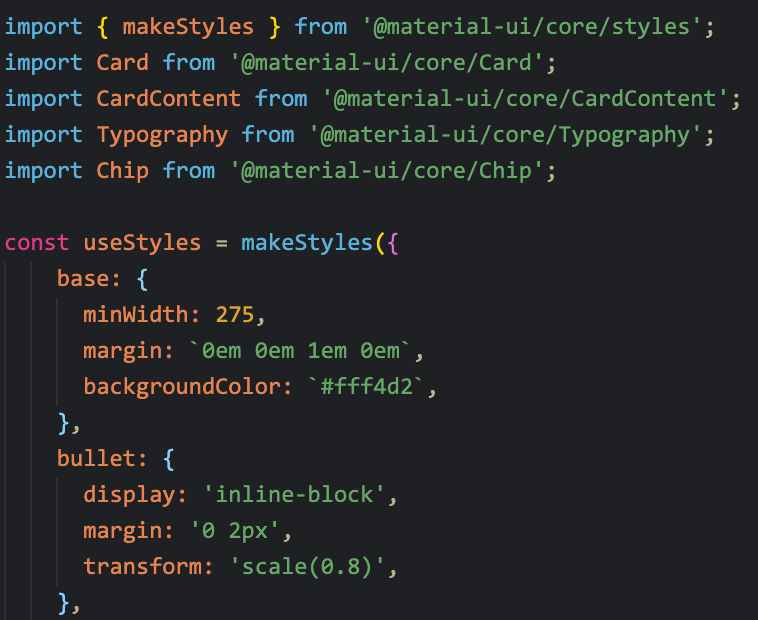 import { makeStyles } from '@material-ui/core/styles';
import Card from '@material-ui/core/Card';
import CardContent from '@material-ui/core/CardContent';
import Typography from '@material-ui/core/Typography';
import Chip from '@material-ui/core/Chip';

const useStyles = makeStyles({
    base: {
      minWidth: 275,
      margin: `0em 0em 1em 0em`,
      backgroundColor: `#fff4d2`,
    },
    bullet: {
      display: 'inline-block',
      margin: '0 2px',
      transform: 'scale(0.8)',
    },